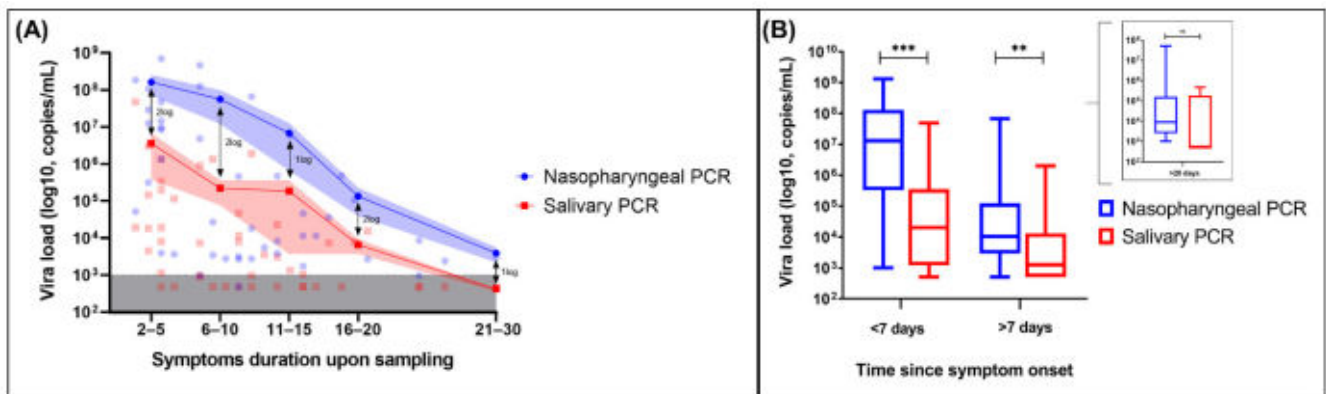 (A)
Vira load (log10, copies/mL)
10⁹
10⁸
10⁷
10⁶
10⁵
10⁴
10³
10²
2log
2log
1log
2log
1log
2–5
6–10
11–15
16–20
21–30
Symptoms duration upon sampling
Nasopharyngeal PCR
Salivary PCR
(B)
Vira load (log10, copies/mL)
10¹⁰
10⁹
10⁸
10⁷
10⁶
10⁵
10⁴
10³
10²
***
**
<7 days
>7 days
Time since symptom onset
>20 days
Nasopharyngeal PCR
Salivary PCR